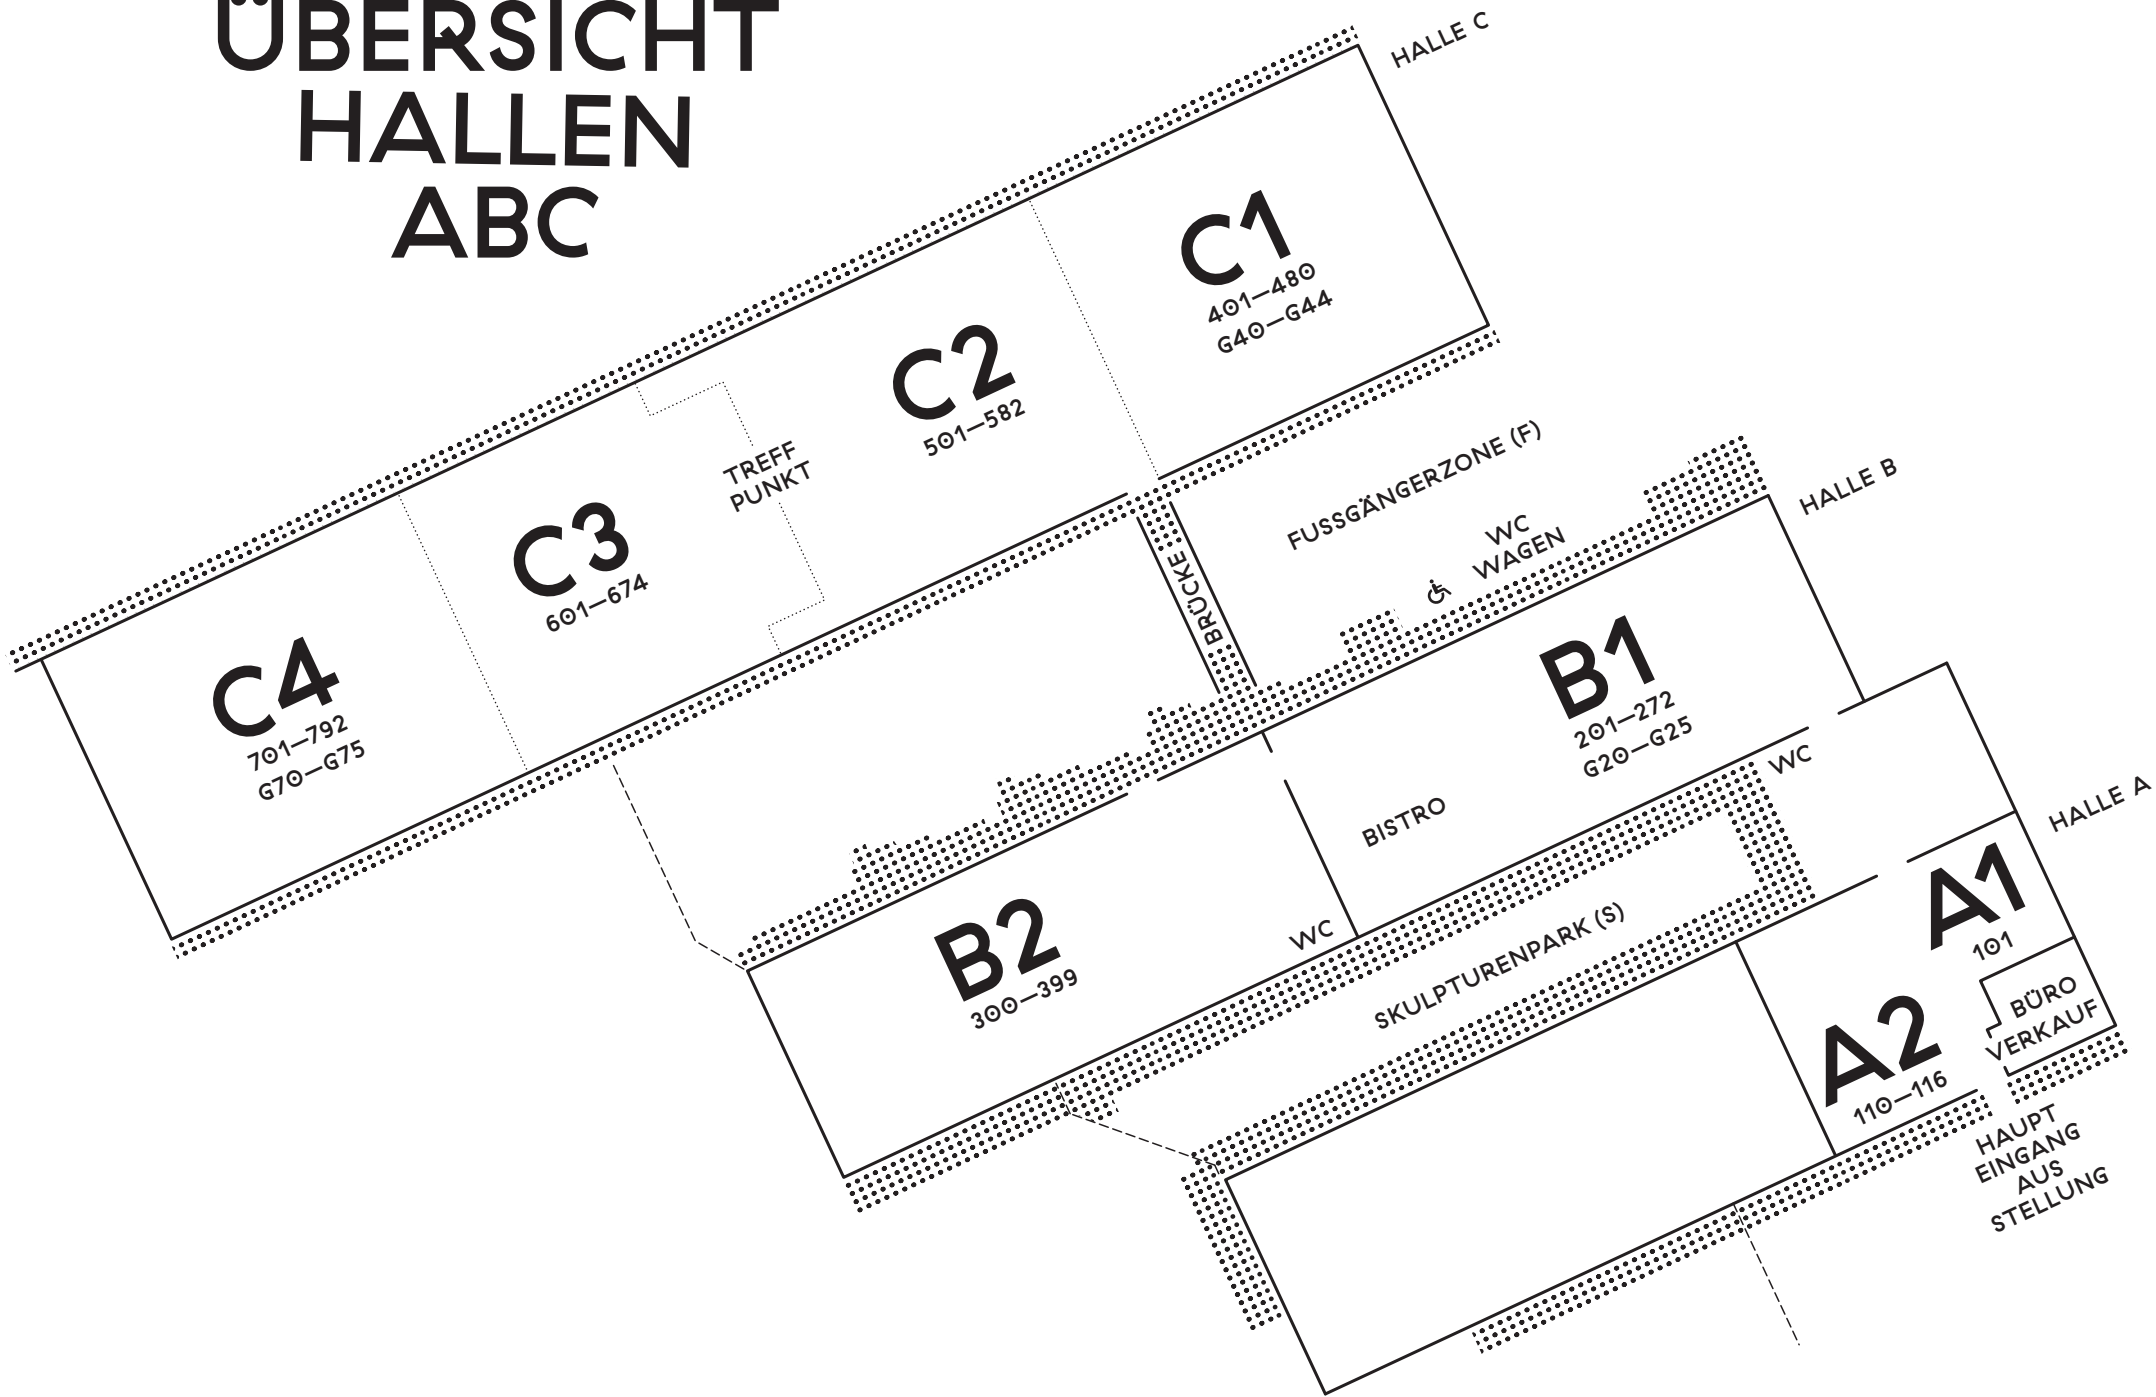 ÜBERSICHT
HALLEN
ABC
HALLE C
C1
401—480
G40—G44
C2
501—582
TREFF
PUNKT
C3
601—674
C4
701—792
G70—G75
FUSSGÄNGERZONE (F)
WC
WAGEN
BRÜCKE
HALLE B
B1
201—272
G20—G25
BISTRO
WC
B2
300—399
WC
SKULPTURENPARK (S)
HALLE A
A1
101
BÜRO
VERKAUF
A2
110—116
HAUPT
EINGANG
AUS
STELLUNG